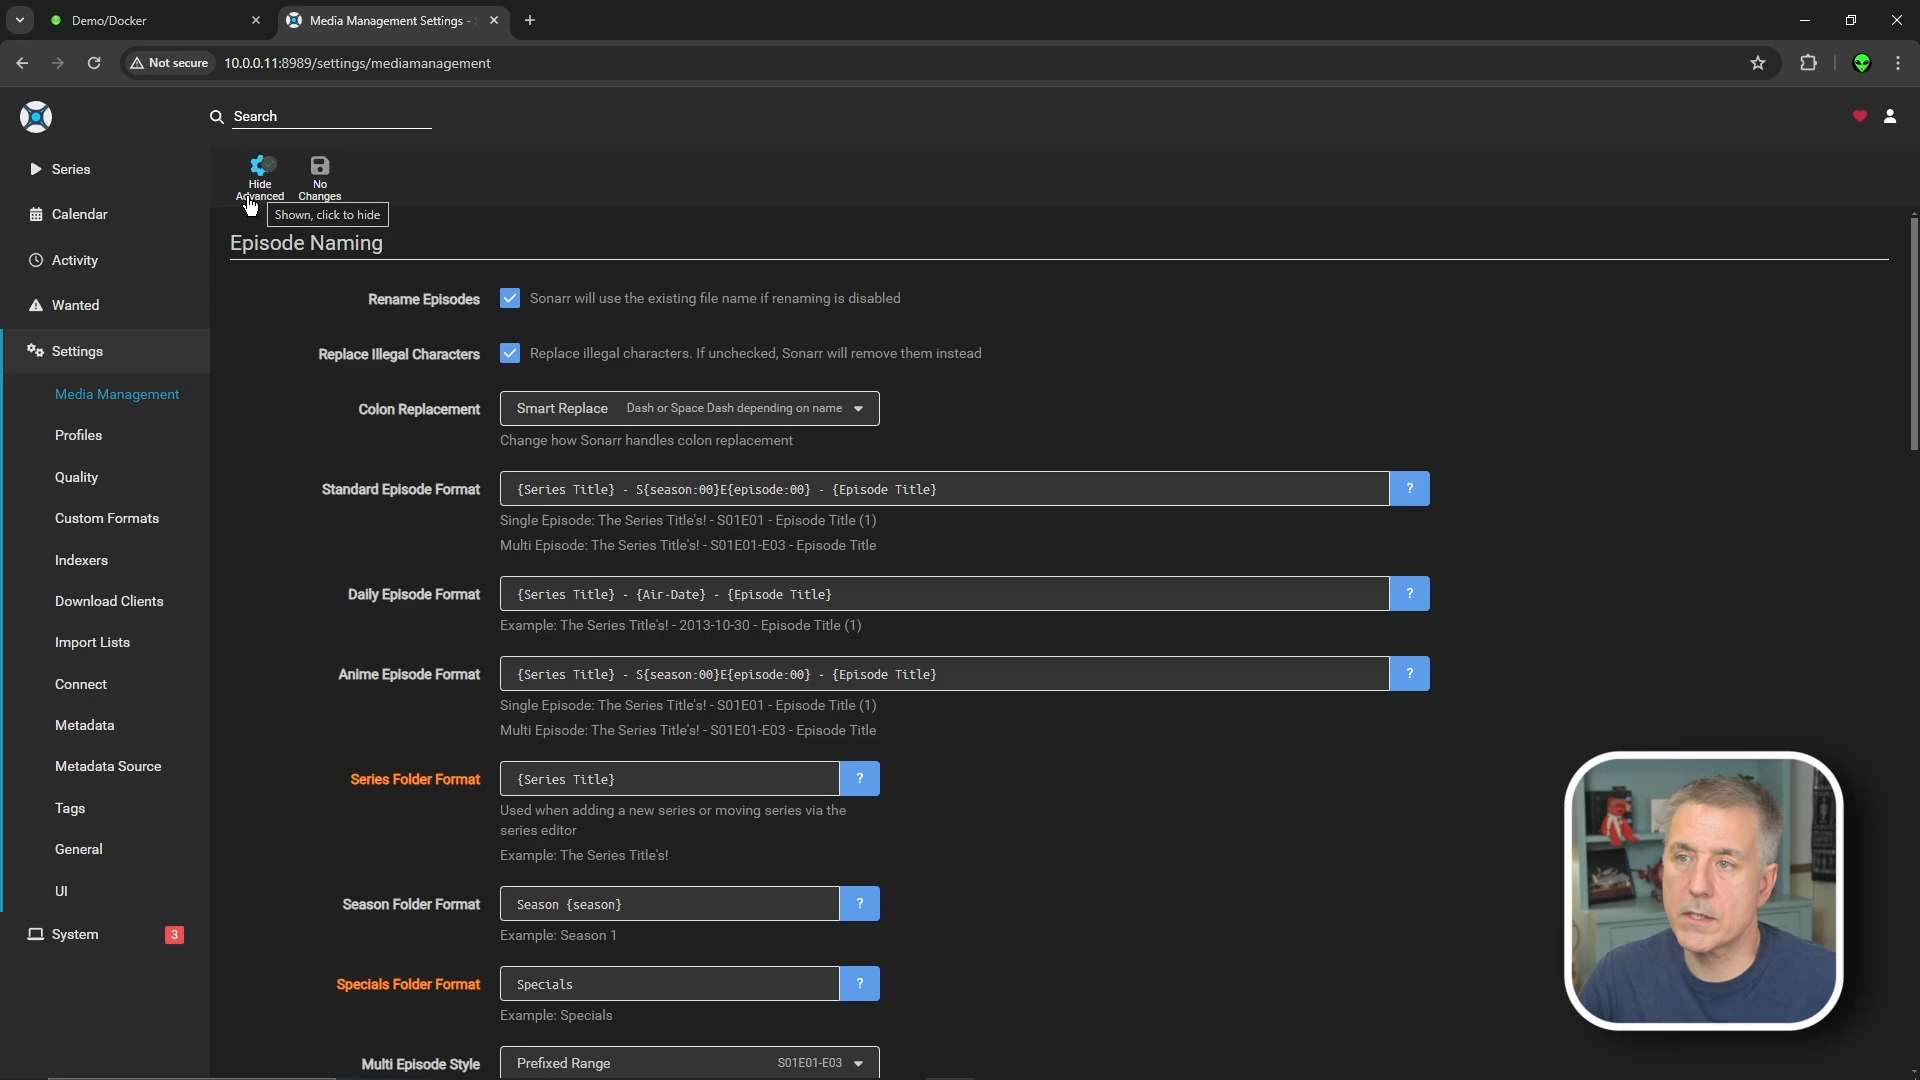 Demo/Docker
Media Management Settings -
Not secure
10.0.0.11:8989/settings/mediamanagement
Search
Series
Calendar
Activity
Wanted
Settings
Media Management
Profiles
Quality
Custom Formats
Indexers
Download Clients
Import Lists
Connect
Metadata
Metadata Source
Tags
General
UI
System 3
Hide
Advanced
No
Changes
Shown, click to hide
Episode Naming
Rename Episodes Sonarr will use the existing file name if renaming is disabled
Replace Illegal Characters Replace illegal characters. If unchecked, Sonarr will remove them instead
Colon Replacement Smart Replace Dash or Space Dash depending on name
Change how Sonarr handles colon replacement
Standard Episode Format {Series Title} - S{season:00}E{episode:00} - {Episode Title} ?
Single Episode: The Series Title's! - S01E01 - Episode Title (1)
Multi Episode: The Series Title's! - S01E01-E03 - Episode Title
Daily Episode Format {Series Title} - {Air-Date} - {Episode Title} ?
Example: The Series Title's! - 2013-10-30 - Episode Title (1)
Anime Episode Format {Series Title} - S{season:00}E{episode:00} - {Episode Title} ?
Single Episode: The Series Title's! - S01E01 - Episode Title (1)
Multi Episode: The Series Title's! - S01E01-E03 - Episode Title
Series Folder Format {Series Title} ?
Used when adding a new series or moving series via the
series editor
Example: The Series Title's!
Season Folder Format Season {season} ?
Example: Season 1
Specials Folder Format Specials ?
Example: Specials
Multi Episode Style Prefixed Range S01E01-E03